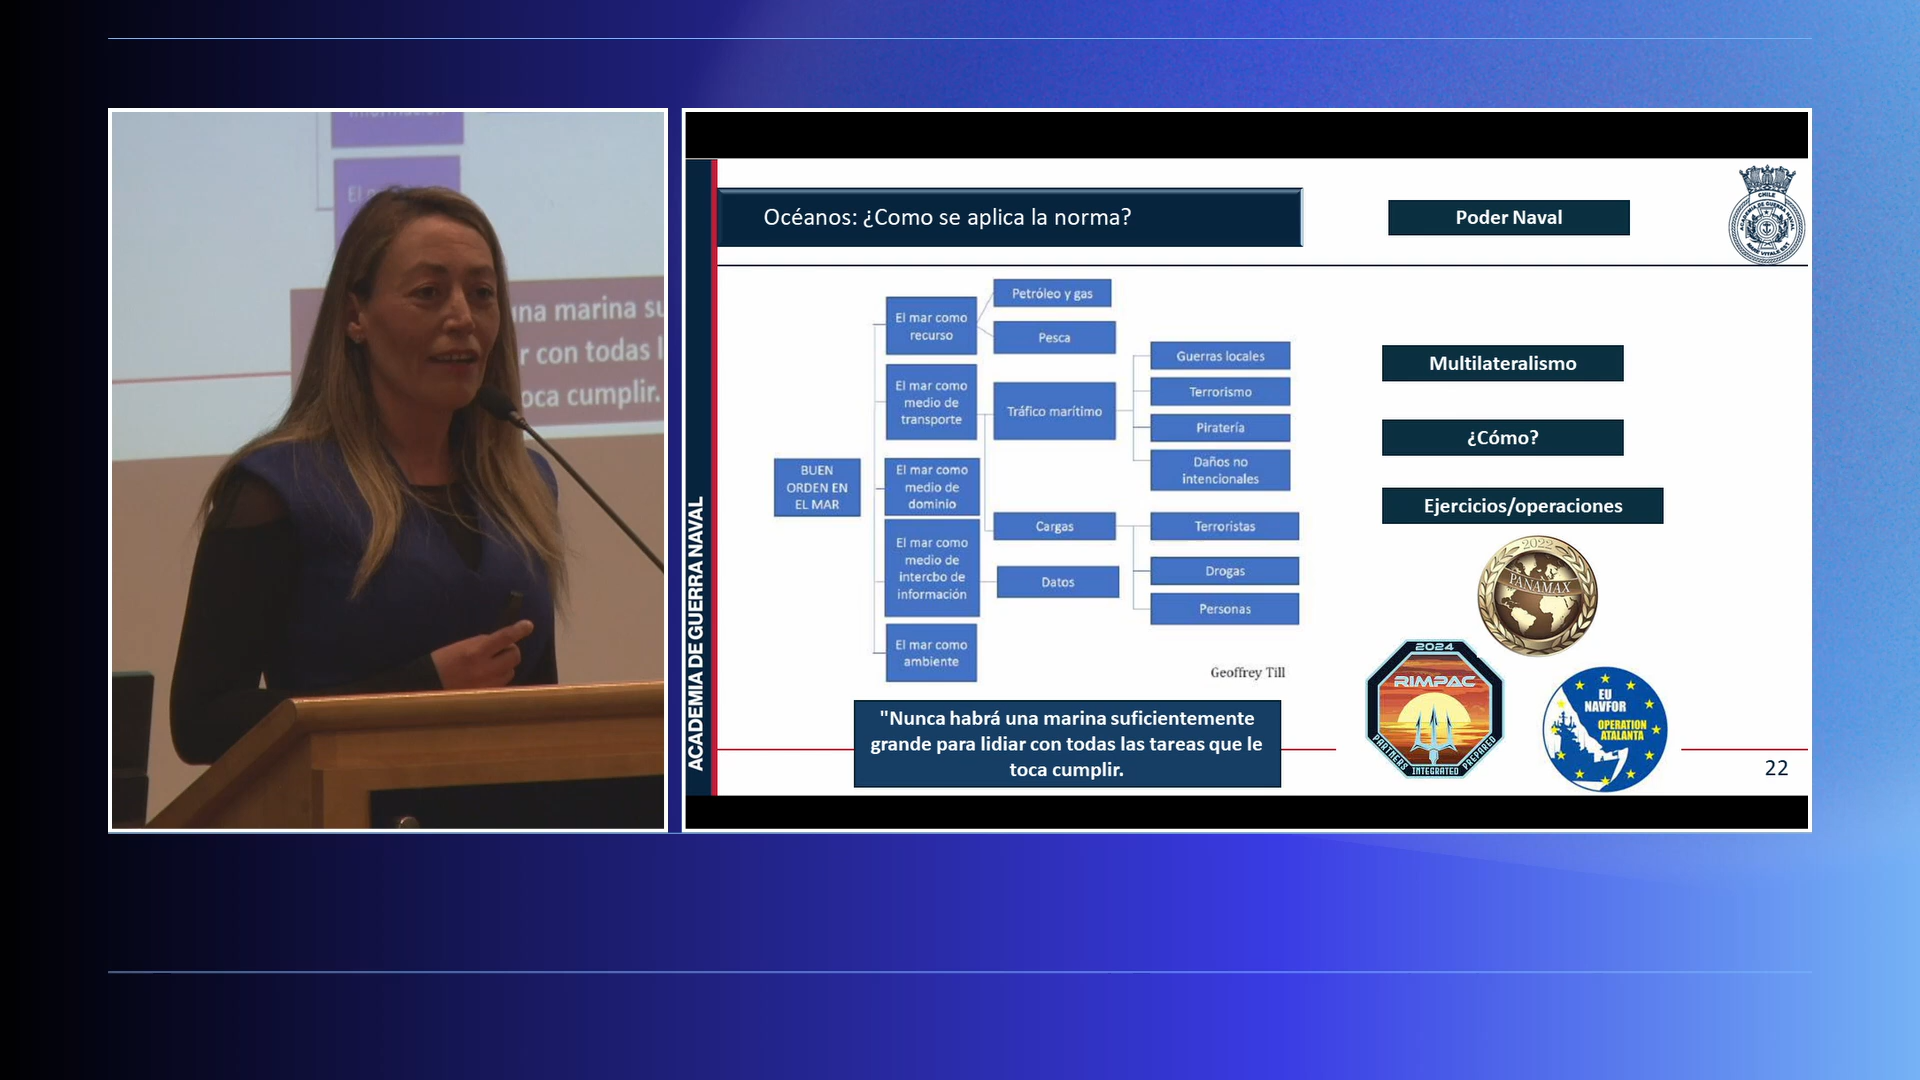 información
una marina su
r con todas l
toca cumplir.
Océanos: ¿Como se aplica la norma?
Poder Naval
CHILE
ACADEMIA DE GUERRA NAVAL
BUEN
ORDEN EN
EL MAR
El mar como
recurso
El mar como
medio de
transporte
El mar como
medio de
dominio
El mar como
medio de
intercbo de
información
El mar como
ambiente
Petróleo y gas
Pesca
Tráfico marítimo
Cargas
Datos
Guerras locales
Terrorismo
Piratería
Daños no
intencionales
Terroristas
Drogas
Personas
Geoffrey Till
"Nunca habrá una marina suficientemente
grande para lidiar con todas las tareas que le
toca cumplir.
Multilateralismo
¿Cómo?
Ejercicios/operaciones
2022
PANAMAX
2024
RIMPAC
PARTNERS INTEGRATED PREPARED
EU
NAVFOR
OPERATION
ATALANTA
22